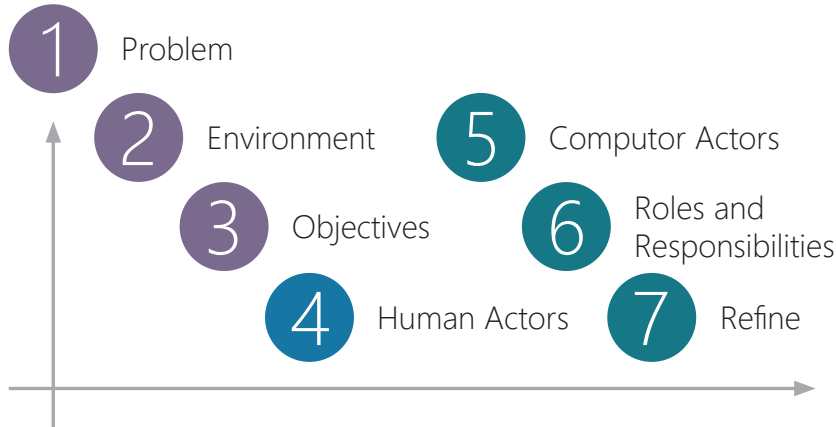 1 Problem
2 Environment
3 Objectives
4 Human Actors
5 Computor Actors
6 Roles and
Responsibilities
7 Refine